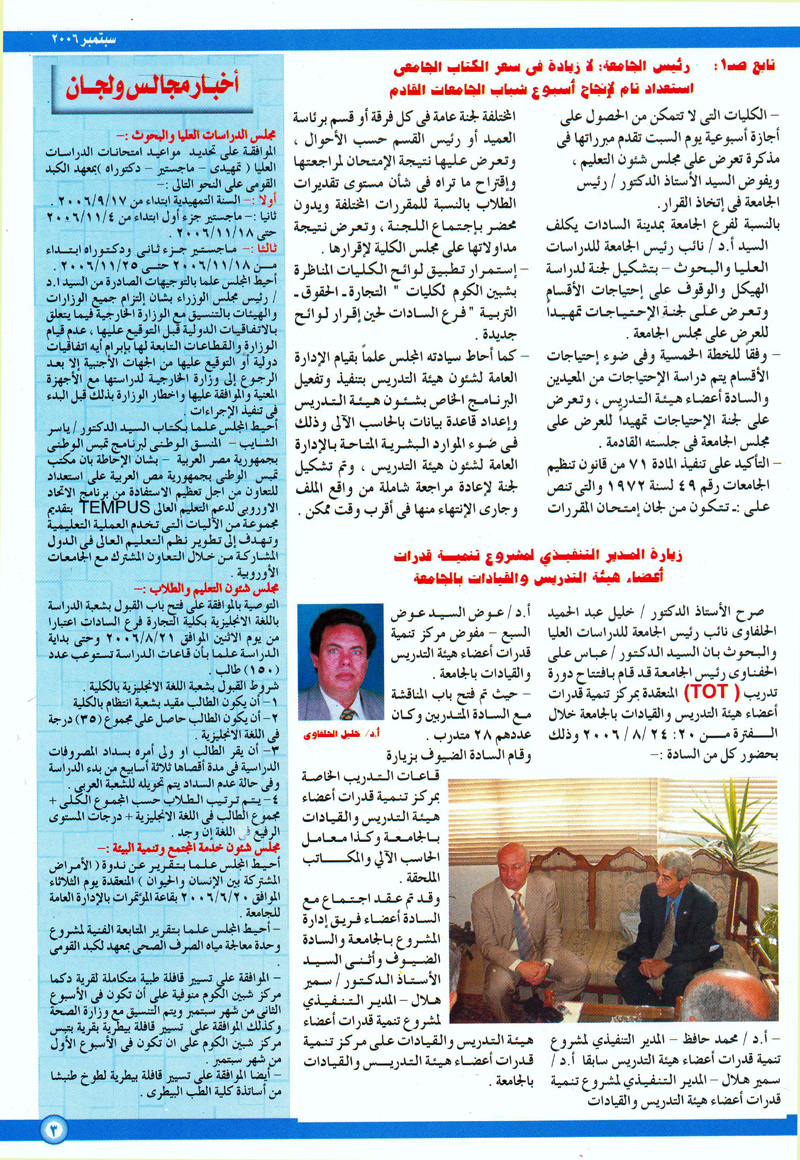 سبتمبر ٢٠٠٦
تابع صـ١: رئيس الجامعة: لا زيادة فى سعر الكتاب الجامعى
استعداد تام لإنجاح أسبوع شباب الجامعات القادم
– الكليات التى لا تتمكن من الحصول على
أجازة أسبوعية يوم السبت تقدم مبرراتها فى
مذكرة تعرض على مجلس شئون التعليم ،
ويفوض السيد الأستاذ الدكتور / رئيس
الجامعة فى إتخاذ القرار.
بالنسبة لفرع الجامعة بمدينة السادات يكلف
السيد أ.د / نائب رئيس الجامعة للدراسات
العليا والبحوث – بتشكيل لجنة لدراسة
الهيكل والوقوف على إحتياجات الأقسام
وتعرض على لجنة الإحتياجات تمهيداً
للعرض على مجلس الجامعة .
– وفقاً للخطة الخمسية وفى ضوء إحتياجات
الأقسام يتم دراسة الإحتياجات من المعيدين
والسادة أعضاء هيئة التدريس ، وتعرض
على لجنة الإحتياجات تمهيداً للعرض على
مجلس الجامعة فى جلسته القادمة .
– التأكيد على تنفيذ المادة ٧١ من قانون تنظيم
الجامعات رقم ٤٩ لسنة ١٩٧٢ والتى تنص
على :ـ تتكون من لجان إمتحان المقررات
المختلفة لجنة عامة فى كل فرقة أو قسم برئاسة
العميد أو رئيس القسم حسب الأحوال ،
وتعرض عليها نتيجة الإمتحان لمراجعتها
وإقتراح ما تراه فى شأن مستوى تقديرات
الطلاب بالنسبة للمقررات المختلفة ويدون
محضر بإجتماع اللجنة ، وتعرض نتيجة
مداولاتها على مجلس الكلية لإقرارها .
– إستمرار تطبيق لوائح الكليات المناظرة
بشبين الكوم لكليات " التجارة ـ الحقوق ـ
التربية " فرع السادات لحين إقرار لوائح
جديدة .
– كما أحاط سيادته المجلس علماً بقيام الإدارة
العامة لشئون هيئة التدريس بتنفيذ وتفعيل
البرنامج الخاص بشئون هيئة التدريس
وإعداد قاعدة بيانات بالحاسب الآلى وذلك
فى ضوء الموارد البشرية المتاحة بالإدارة
العامة لشئون هيئة التدريس ، وتم تشكيل
لجنة لإعادة مراجعة شاملة من واقع الملف
وجارى الإنتهاء منها فى أقرب وقت ممكن .
زيارة المدير التنفيذي لمشروع تنمية قدرات
أعضاء هيئة التدريس والقيادات بالجامعة
صرح الأستاذ الدكتور / خليل عبد الحميد
الحلفاوى نائب رئيس الجامعة للدراسات العليا
والبحوث بان السيد الدكتور / عباس على
الحفناوى رئيس الجامعة قد قام بافتتاح دورة
تدريب ( TOT ) المنعقدة بمركز تنمية قدرات
أعضاء هيئة التدريس والقيادات بالجامعة خلال
الفترة من ٢٠: ٢٤ / ٨ / ٢٠٠٦ وذلك
بحضور كل من السادة :–
– أ.د / محمد حافظ – المدير التنفيذي لمشروع
تنمية قدرات أعضاء هيئة التدريس سابقا أ.د /
سمير هلال – المدير التنفيذي لمشروع تنمية
قدرات أعضاء هيئة التدريس والقيادات
أ.د / عوض السيد عوض
السبع – مفوض مركز تنمية
قدرات أعضاء هيئة التدريس
والقيادات بالجامعة .
– حيث تم فتح باب المناقشة
مع السادة المتدربين وكان
عددهم ٢٨ متدرب .
وقام السادة الضيوف بزيارة
قاعات التدريب الخاصة
بمركز تنمية قدرات أعضاء
هيئة التدريس والقيادات
بالجامعة وكذا معامل
الحاسب الآلي والمكاتب
الملحقة .
وقد تم عقد اجتماع مع
السادة أعضاء فريق إدارة
المشروع بالجامعة والسادة
الضيوف وأثنى السيد
الأستاذ الدكتور / سمير
هلال – المدير التنفيذي
لمشروع تنمية قدرات أعضاء
هيئة التدريس والقيادات على مركز تنمية
قدرات أعضاء هيئة التدريس والقيادات
بالجامعة .
أ.د/ خليل الحلفاوى
أخبار مجالس ولجان
مجلس الدراسات العليا والبحوث :–
الموافقة على تحديد مواعيد امتحانات الدراسات
العليا ( تمهيدى – ماجستير – دكتوراه )بمعهد الكبد
القومى على النحو التالى :–
أولا :– السنة التمهيدية ابتداء من ٢٠٠٦/٩/١٧ .
ثانيا :– ماجستير جزء أول ابتداء من ٢٠٠٦/١١/٤
حتى ٢٠٠٦/١١/١٨ .
ثالثا :– ماجستير جزء ثانى ودكتوراه ابتداء
من ٢٠٠٦/١١/١٨ حتى ٢٠٠٦/١١/٢٥ .
أحيط المجلس علما بالتوجيهات الصادرة من السيد ا.د
/ رئيس مجلس الوزراء بشان إلتزام جميع الوزارات
والهيئات بالتنسيق مع وزارة الخارجية فيما يتعلق
بالاتفاقيات الدولية قبل التوقيع عليها ، عدم قيام
الوزارة و القطاعات التابعة لها بإبرام أية اتفاقيات
دولية أو التوقيع عليها من الجهات الأجنبية إلا بعد
الرجوع إلى وزارة الخارجية لدراستها مع الأجهزة
المعنية والموافقة عليها واخطار الوزارة بذلك قبل البدء
فى تنفيذ الإجراءات .
أحيط المجلس علما بكتاب السيد الدكتور / ياسر
الشايب – المنسق الوطنى لبرنامج تمبس الوطنى
بجمهورية مصر العربية – بشان الإحاطة بان مكتب
تمبس الوطنى بجمهورية مصر العربية على استعداد
للتعاون من اجل تعظيم الاستفادة من برنامج الاتحاد
الاوروبى لدعم التعليم العالى TEMPUS بتقديم
مجموعة من الآليات التى تخدم العملية التعليمية
وتهدف إلى تطوير نظم التعليم العالى فى الدول
المشاركة من خلال التعاون المشترك مع الجامعات
الأوروبية .
مجلس شئون التعليم والطلاب :–
التوصية بالموافقة على فتح باب القبول بشعبة الدراسة
باللغة الانجليزية بكلية التجارة فرع السادات اعتبارا
من يوم الاثنين الموافق ٢٠٠٦/٨/٢١ وحتى بداية
الدراسة علما بأن قاعات الدراسة تستوعب عدد
(١٥٠) طالب .
شروط القبول بشعبة اللغة الانجليزية بالكلية .
١– أن يكون الطالب مقيد بشعبة انتظام بالكلية
٢– أن يكون الطالب حاصل على مجموع (٣٥) درجة
فى اللغة الانجليزية .
٣– أن يقر الطالب او ولى أمره بسداد المصروفات
الدراسية فى مدة أقصاها ثلاثة أسابيع من بدء الدراسة
وفى حالة عدم السداد يتم تحويله للشعبة العربى .
٤– يتم ترتيب الطلاب حسب المجموع الكلى +
مجموع الطالب فى اللغة الانجليزية + درجات المستوى
الرفيع فى اللغة إن وجد .
مجلس شئون خدمة المجتمع وتنمية البيئة :–
أحيط المجلس علما بتقرير عن ندوة ( الأمراض
المشتركة بين الإنسان والحيوان ) المنعقدة يوم الثلاثاء
الموافق ٢٠٠٦/٦/٢٠ بقاعة المؤتمرات بالإدارة العامة
للجامعة .
– أحيط المجلس علما بتقرير المتابعة الفنية لمشروع
وحدة معالجة مياه الصرف الصحى بمعهد لكبد القومى
.
– الموافقة على تسيير قافلة طبية متكاملة لقرية دكما
مركز شبين الكوم منوفية على أن تكون فى الأسبوع
الثانى من شهر سبتمبر ويتم التنسيق مع وزارة الصحة
وكذلك الموافقة على تسيير قافلة بيطرية بقرية بتبس
مركز شبين الكوم على ان تكون فى الأسبوع الأول
من شهر سبتمبر .
– أيضا الموافقة على تسيير قافلة بيطرية لطوخ طنبشا
من أساتذة كلية الطب البيطرى .
٣